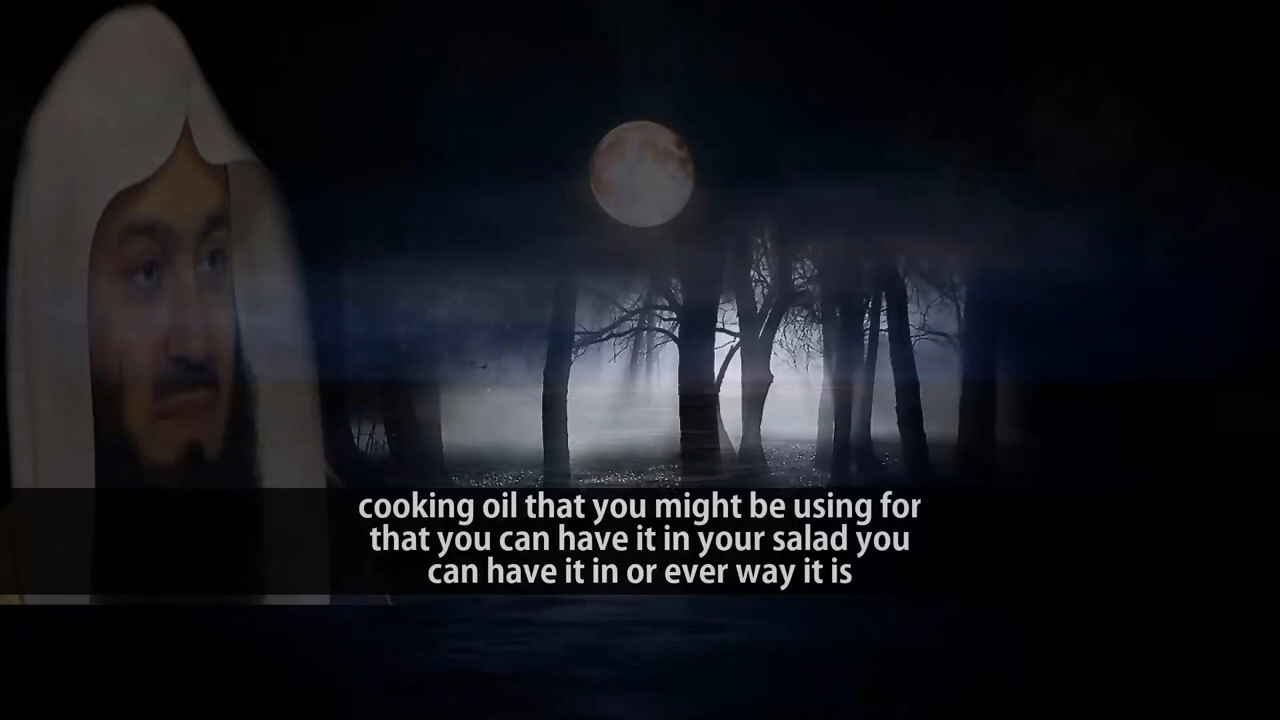 cooking oil that you might be using for
that you can have it in your salad you
can have it in or ever way it is